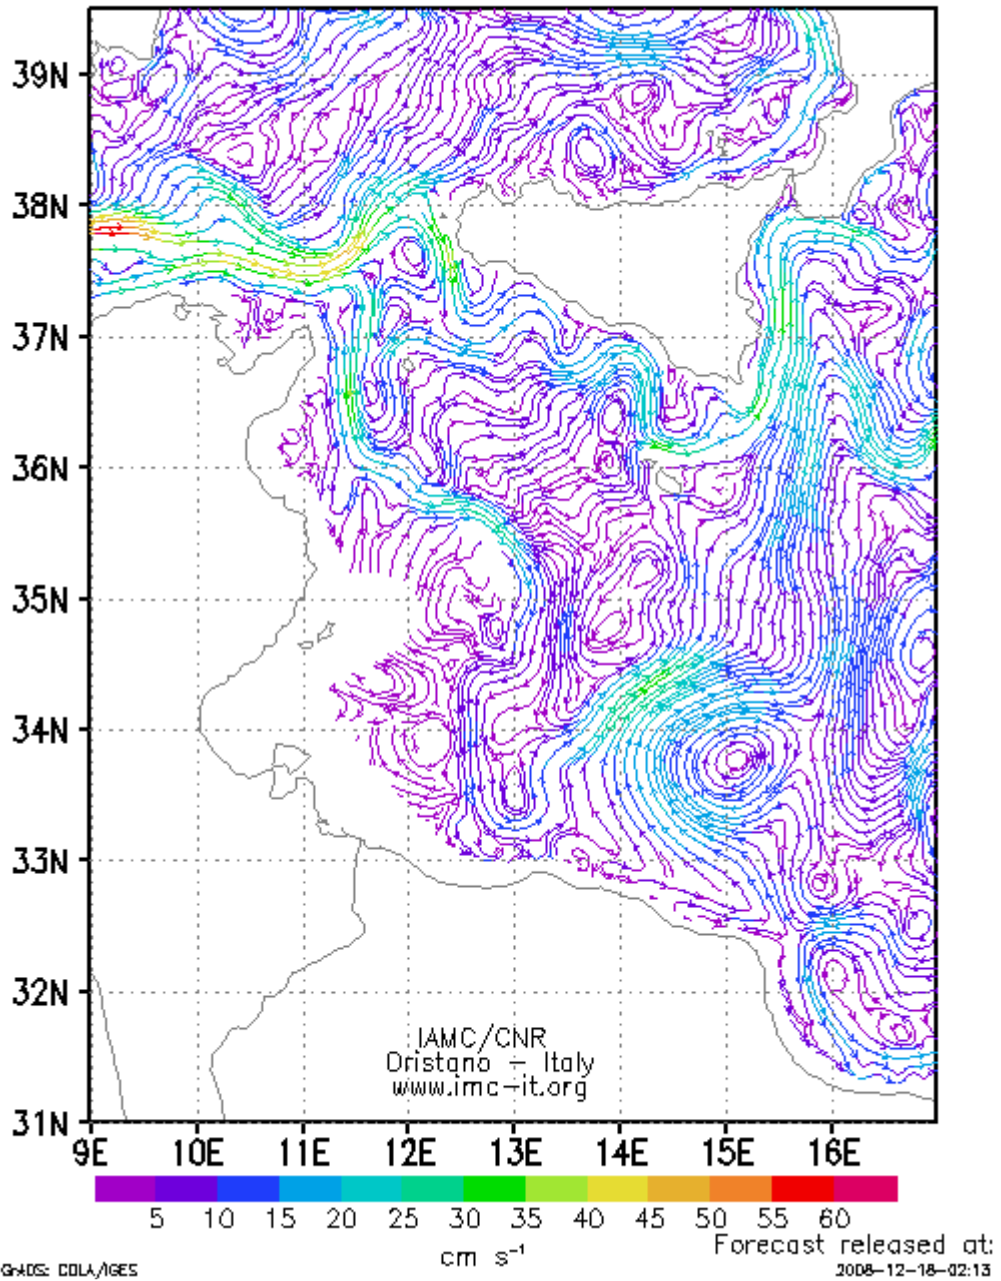 39N
38N
37N
36N
35N
34N
33N
32N
31N
IAMC/CNR
Oristano – Italy
www.imc-it.org
9E 10E 11E 12E 13E 14E 15E 16E
5 10 15 20 25 30 35 40 45 50 55 60
cm s⁻¹
Forecast released at:
GrADS: COLA/IGES 2008-12-18-02:13